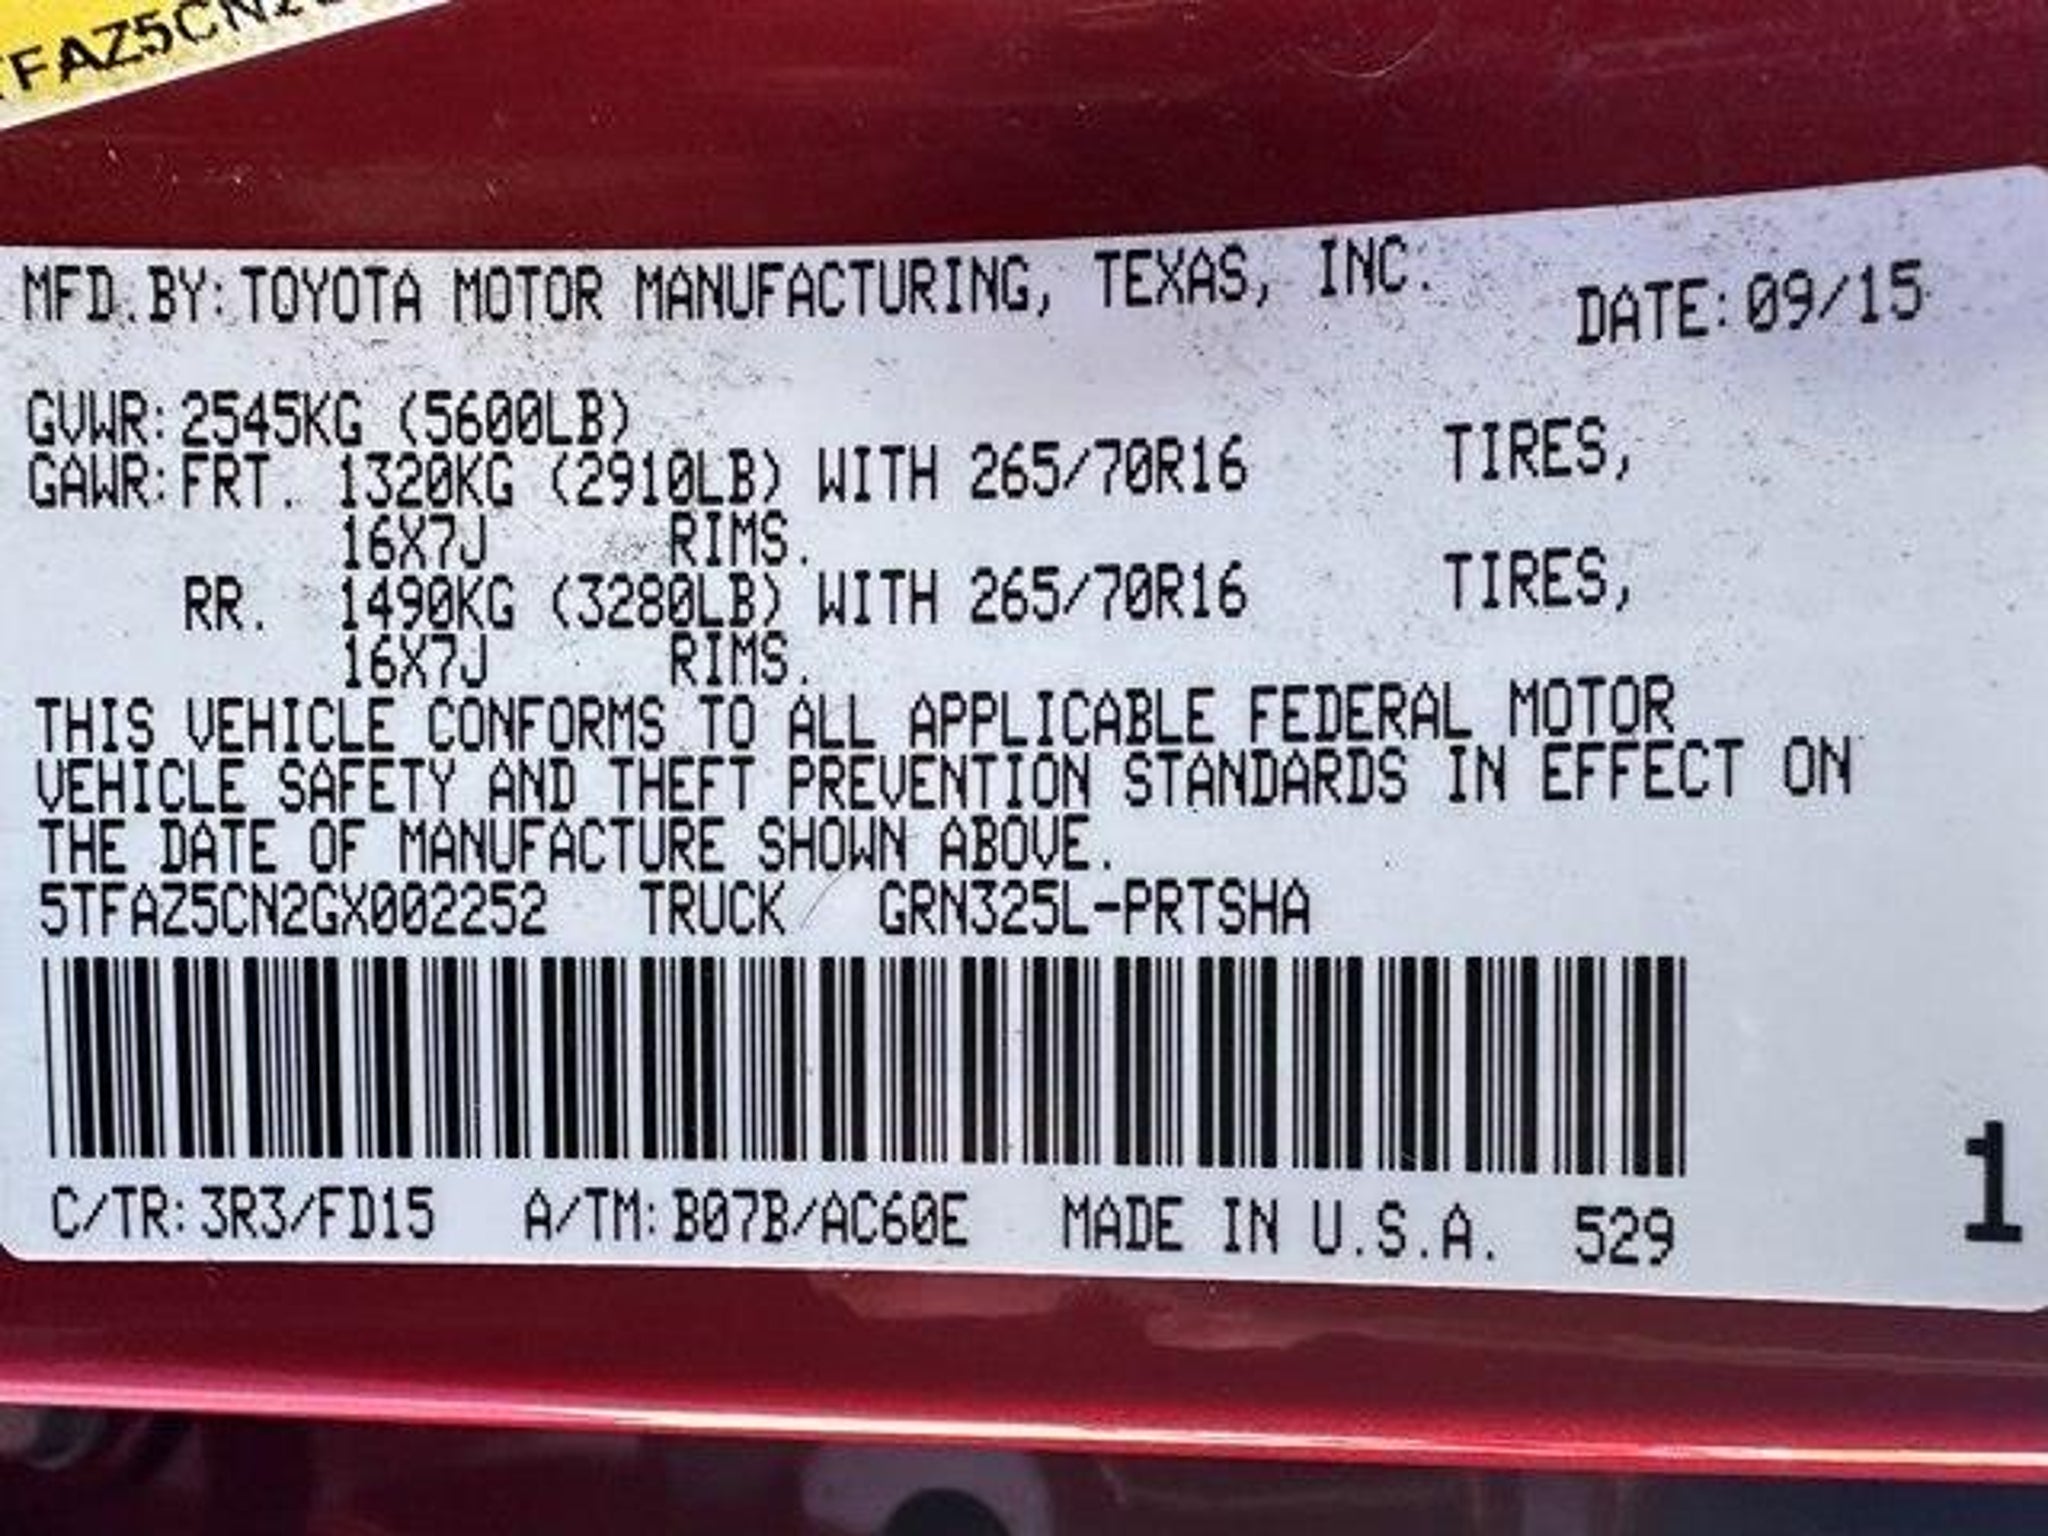 TFAZ5CN2
MFD.BY:TOYOTA MOTOR MANUFACTURING, TEXAS, INC. DATE:09/15
GVWR:2545KG (5600LB)
GAWR:FRT. 1320KG (2910LB) WITH 265/70R16 TIRES,
16X7J RIMS.
RR. 1490KG (3280LB) WITH 265/70R16 TIRES,
16X7J RIMS.
THIS VEHICLE CONFORMS TO ALL APPLICABLE FEDERAL MOTOR
VEHICLE SAFETY AND THEFT PREVENTION STANDARDS IN EFFECT ON
THE DATE OF MANUFACTURE SHOWN ABOVE.
5TFAZ5CN2GX002252 TRUCK GRN325L-PRTSHA
C/TR:3R3/FD15 A/TM:B07B/AC60E MADE IN U.S.A. 529
1